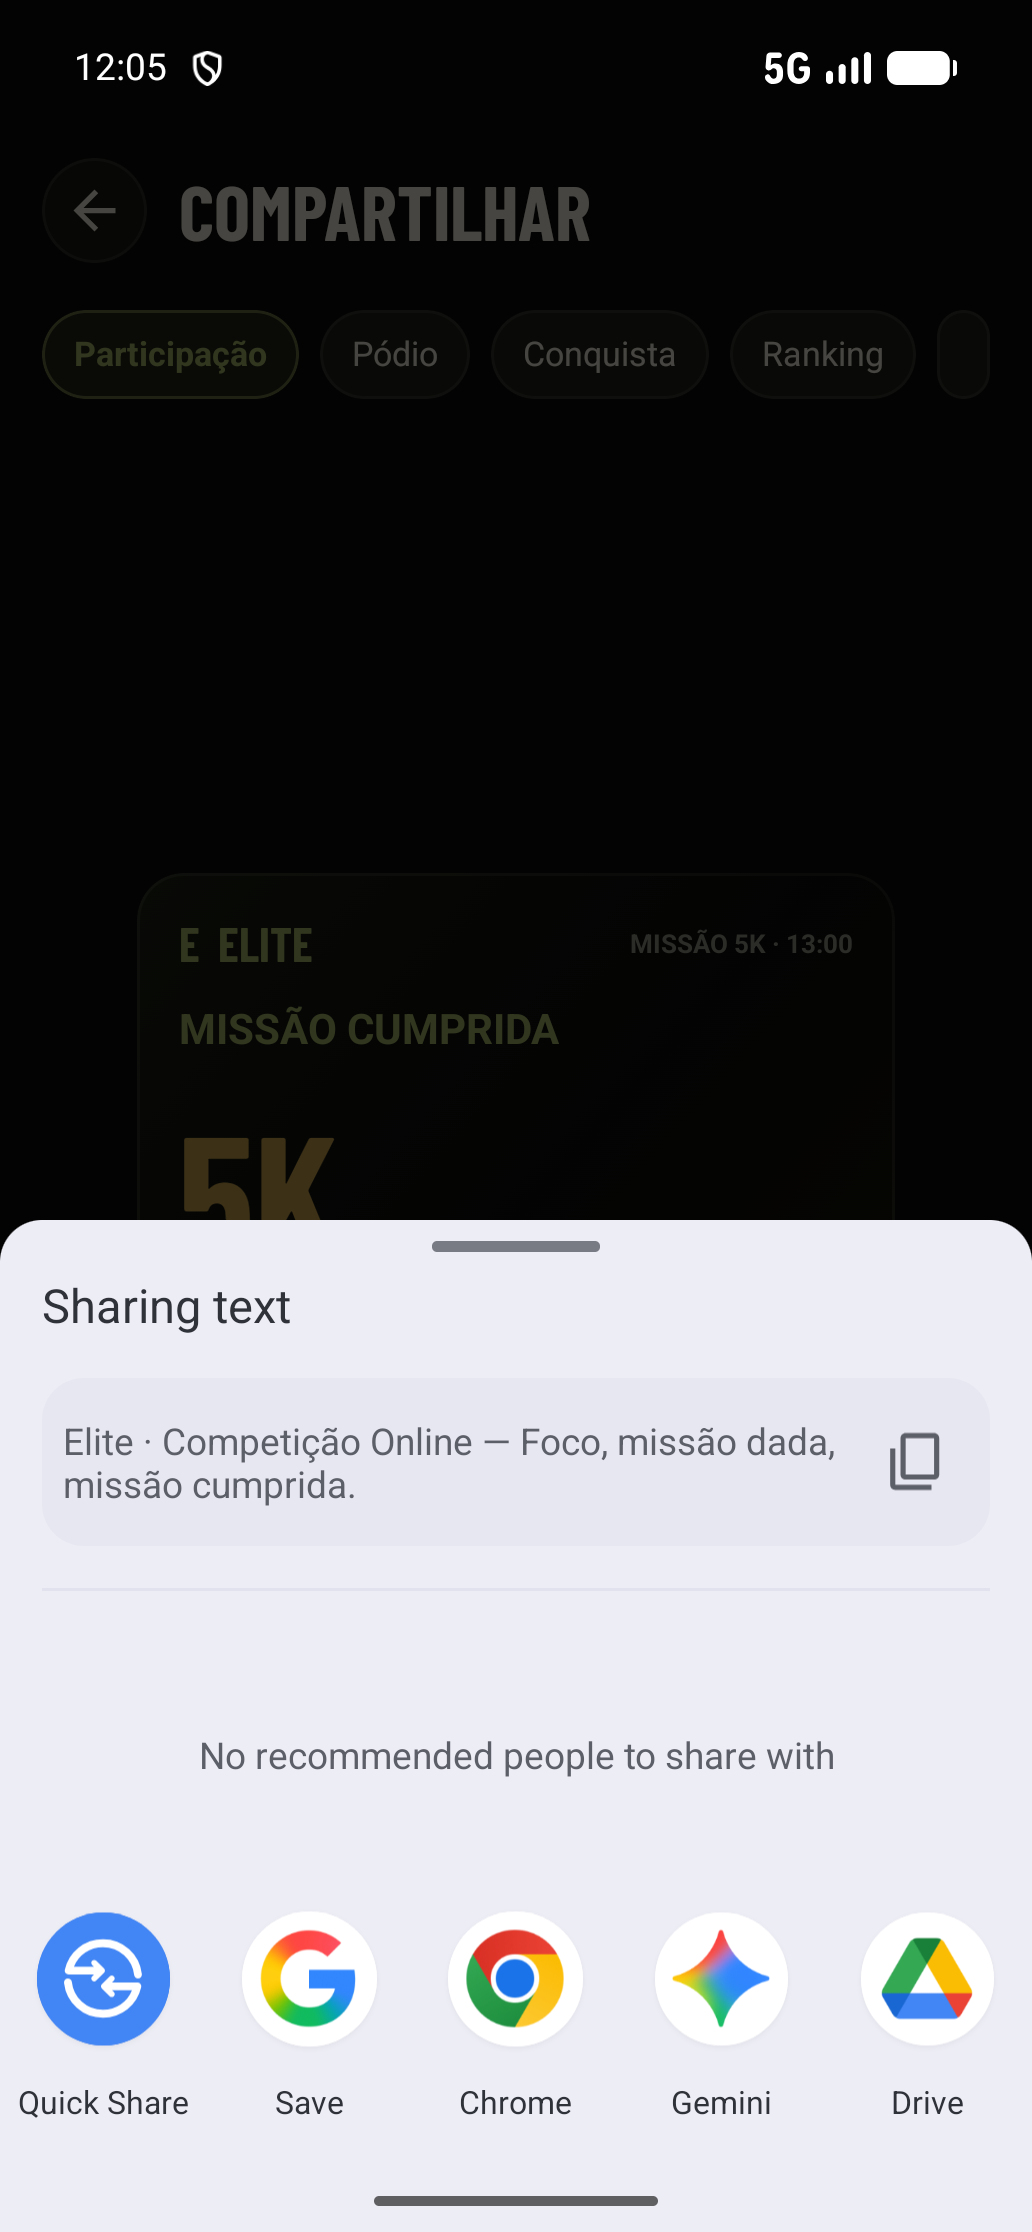 12:05
5G
COMPARTILHAR
Participação
Pódio
Conquista
Ranking
E ELITE
MISSÃO 5K · 13:00
MISSÃO CUMPRIDA
5K
Sharing text
Elite · Competição Online — Foco, missão dada,
missão cumprida.
No recommended people to share with
Quick Share
Save
Chrome
Gemini
Drive